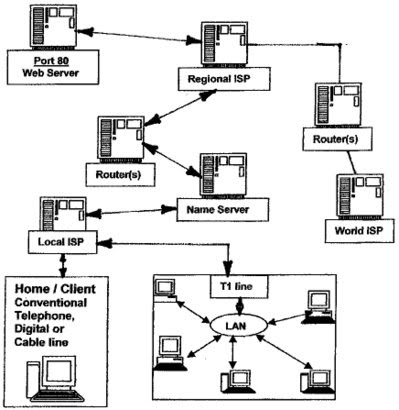 Port 80
Web Server
Regional ISP
Router(s)
Router(s)
Name Server
World ISP
Local ISP
Home / Client
Conventional
Telephone,
Digital or
Cable line
T1 line
LAN